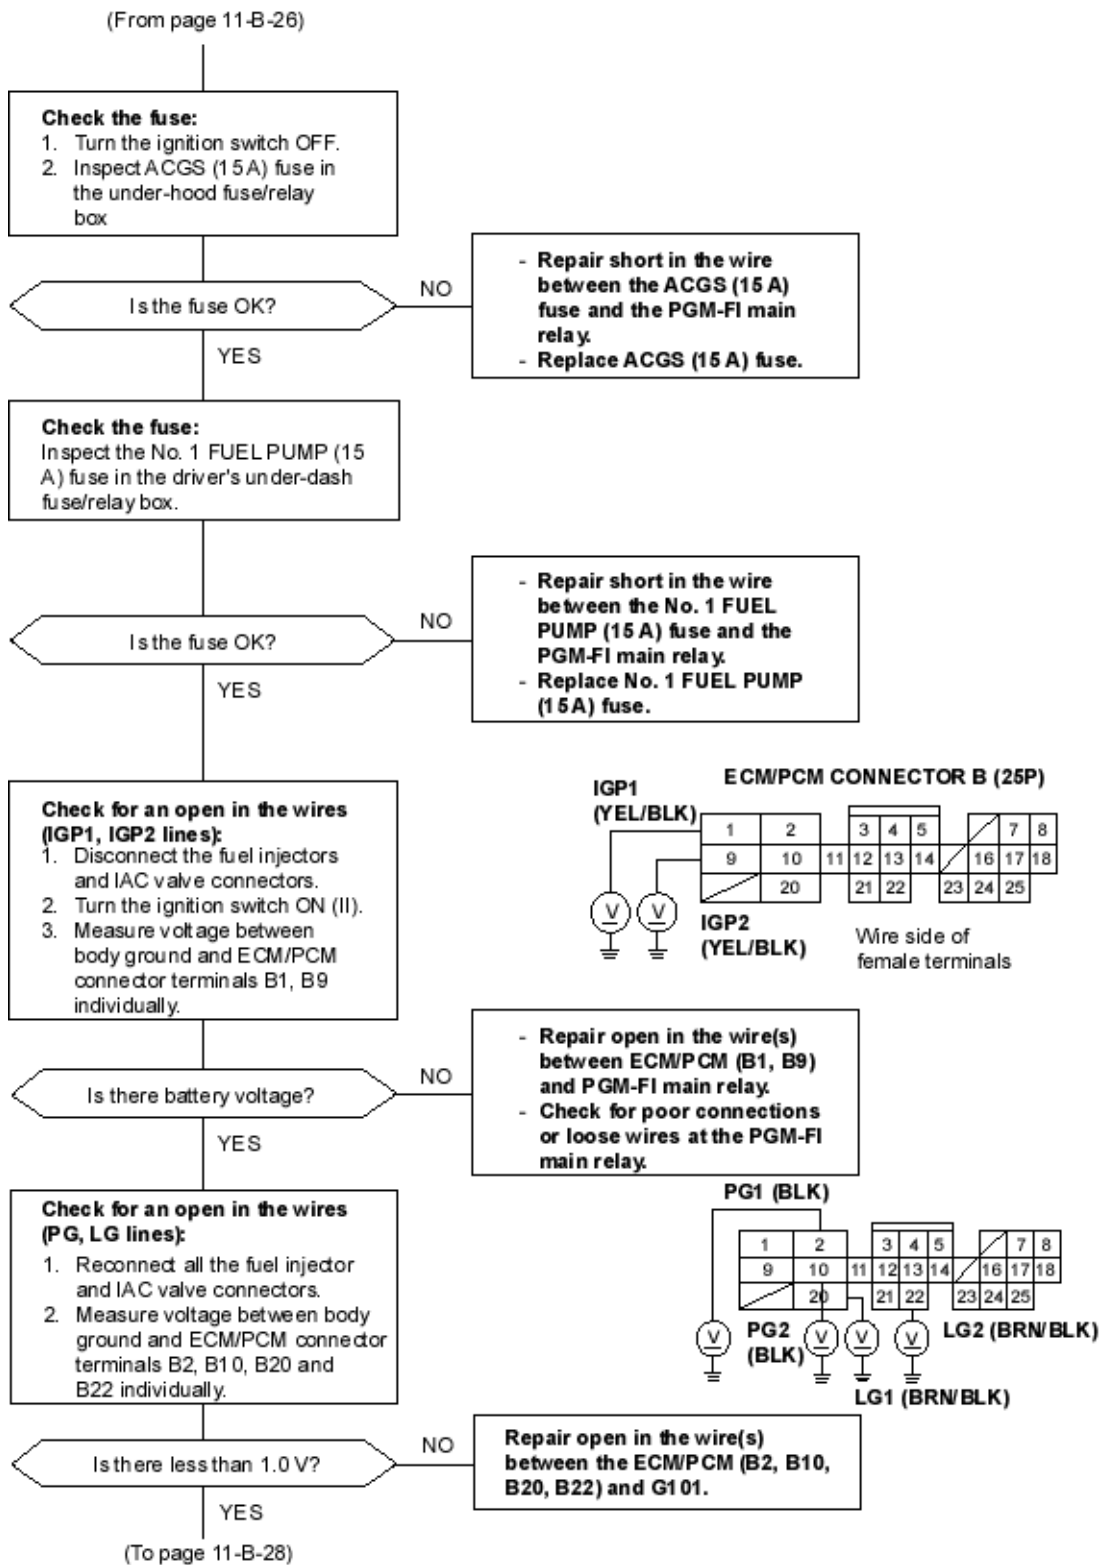 (From page 11-B-26)
Check the fuse:
1. Turn the ignition switch OFF.
2. Inspect ACGS (15 A) fuse in
the under-hood fuse/relay
box
Is the fuse OK?
NO
- Repair short in the wire
between the ACGS (15 A)
fuse and the PGM-FI main
relay.
- Replace ACGS (15 A) fuse.
YES
Check the fuse:
Inspect the No. 1 FUEL PUMP (15
A) fuse in the driver's under-dash
fuse/relay box.
Is the fuse OK?
NO
- Repair short in the wire
between the No. 1 FUEL
PUMP (15 A) fuse and the
PGM-FI main relay.
- Replace No. 1 FUEL PUMP
(15 A) fuse.
YES
Check for an open in the wires
(IGP1, IGP2 lines):
1. Disconnect the fuel injectors
and IAC valve connectors.
2. Turn the ignition switch ON (II).
3. Measure voltage between
body ground and ECM/PCM
connector terminals B1, B9
individually.
ECM/PCM CONNECTOR B (25P)
IGP1
(YEL/BLK)
1 2 3 4 5 7 8
9 10 11 12 13 14 16 17 18
20 21 22 23 24 25
V V
IGP2
(YEL/BLK)
Wire side of
female terminals
Is there battery voltage?
NO
- Repair open in the wire(s)
between ECM/PCM (B1, B9)
and PGM-FI main relay.
- Check for poor connections
or loose wires at the PGM-FI
main relay.
YES
Check for an open in the wires
(PG, LG lines):
1. Reconnect all the fuel injector
and IAC valve connectors.
2. Measure voltage between body
ground and ECM/PCM connector
terminals B2, B10, B20 and
B22 individually.
PG1 (BLK)
1 2 3 4 5 7 8
9 10 11 12 13 14 16 17 18
20 21 22 23 24 25
V V V V
PG2
(BLK)
LG2 (BRN/BLK)
LG1 (BRN/BLK)
Is there less than 1.0 V?
NO
Repair open in the wire(s)
between the ECM/PCM (B2, B10,
B20, B22) and G101.
YES
(To page 11-B-28)